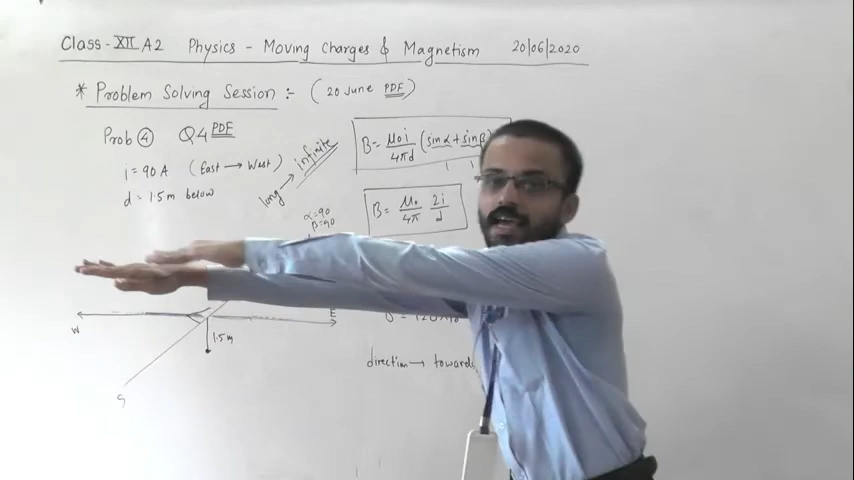 Class - XII A2 Physics - Moving Charges & Magnetism 20/06/2020
* Problem Solving Session :- ( 20 June PDF )
Prob ④ Q.4 PDF
i = 90 A ( East → West )
d = 1.5 m below
long → infinite
B = μ₀i/4πd (sinα + sinβ)
α=90
β=90
B = μ₀/4π 2i/d
W
E
1.5 m
S
direction → towards